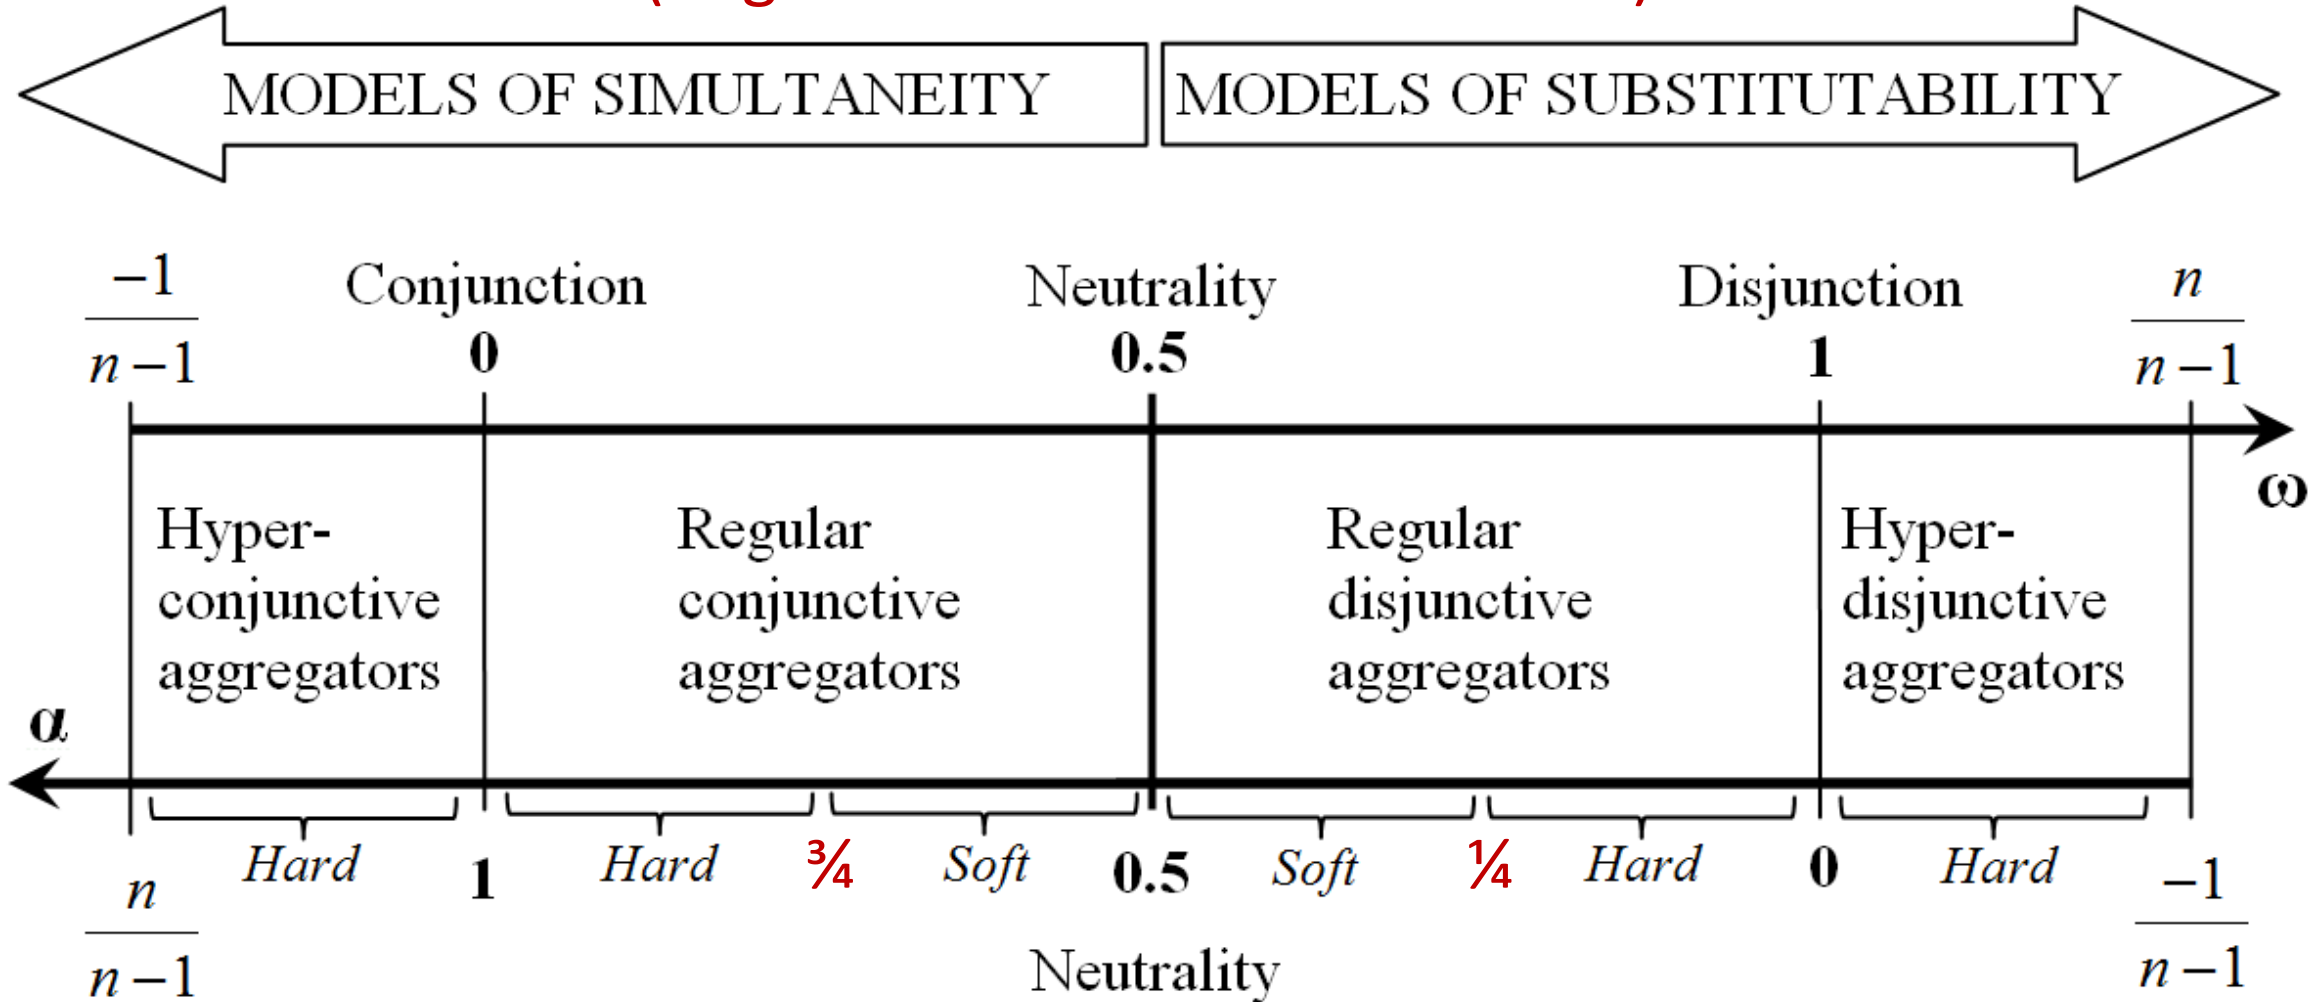 MODELS OF SIMULTANEITY MODELS OF SUBSTITUTABILITY
−1 Conjunction Neutrality Disjunction n
n −1 0 0.5 1 n −1
ω
Hyper- Regular Regular Hyper-
conjunctive conjunctive disjunctive disjunctive
aggregators aggregators aggregators aggregators
α
Hard 1 Hard ¾ Soft 0.5 Soft ¼ Hard 0 Hard
n −1
n −1 Neutrality n −1